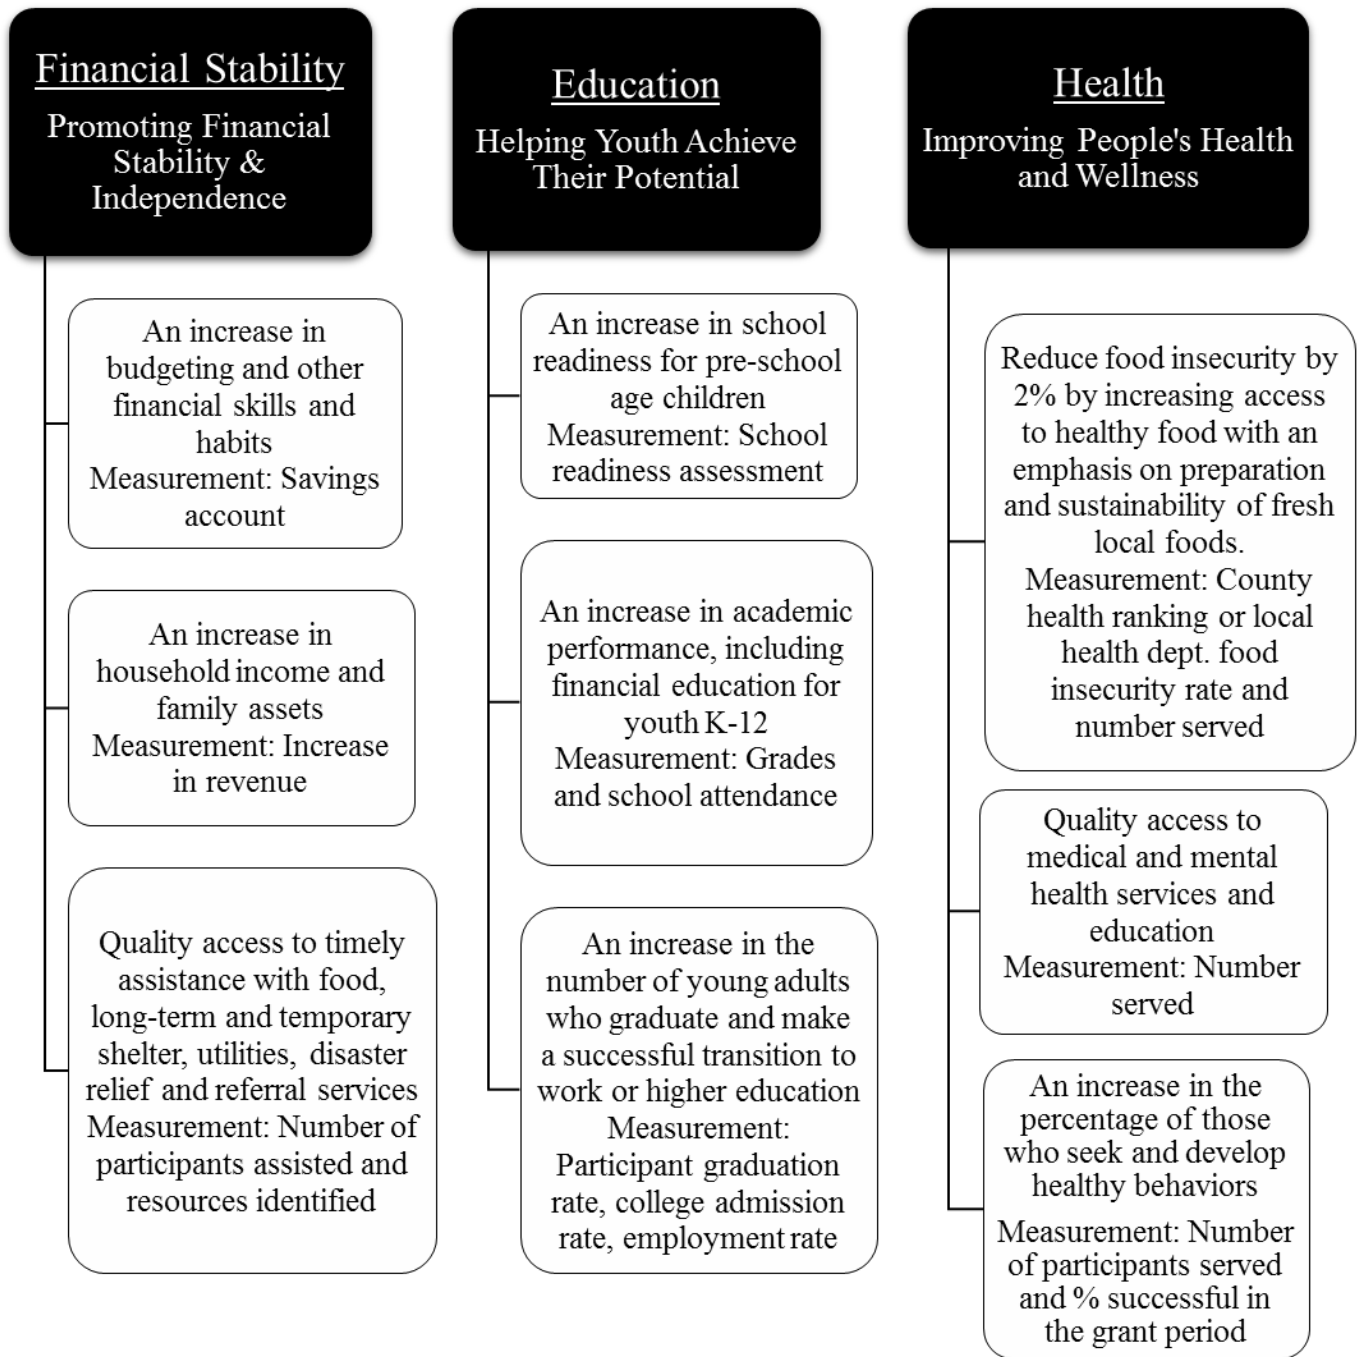 Financial Stability
Promoting Financial
Stability &
Independence
An increase in
budgeting and other
financial skills and
habits
Measurement: Savings
account
An increase in
household income and
family assets
Measurement: Increase
in revenue
Quality access to timely
assistance with food,
long-term and temporary
shelter, utilities, disaster
relief and referral services
Measurement: Number of
participants assisted and
resources identified
Education
Helping Youth Achieve
Their Potential
An increase in school
readiness for pre-school
age children
Measurement: School
readiness assessment
An increase in academic
performance, including
financial education for
youth K-12
Measurement: Grades
and school attendance
An increase in the
number of young adults
who graduate and make
a successful transition to
work or higher education
Measurement:
Participant graduation
rate, college admission
rate, employment rate
Health
Improving People's Health
and Wellness
Reduce food insecurity by
2% by increasing access
to healthy food with an
emphasis on preparation
and sustainability of fresh
local foods.
Measurement: County
health ranking or local
health dept. food
insecurity rate and
number served
Quality access to
medical and mental
health services and
education
Measurement: Number
served
An increase in the
percentage of those
who seek and develop
healthy behaviors
Measurement: Number
of participants served
and % successful in
the grant period